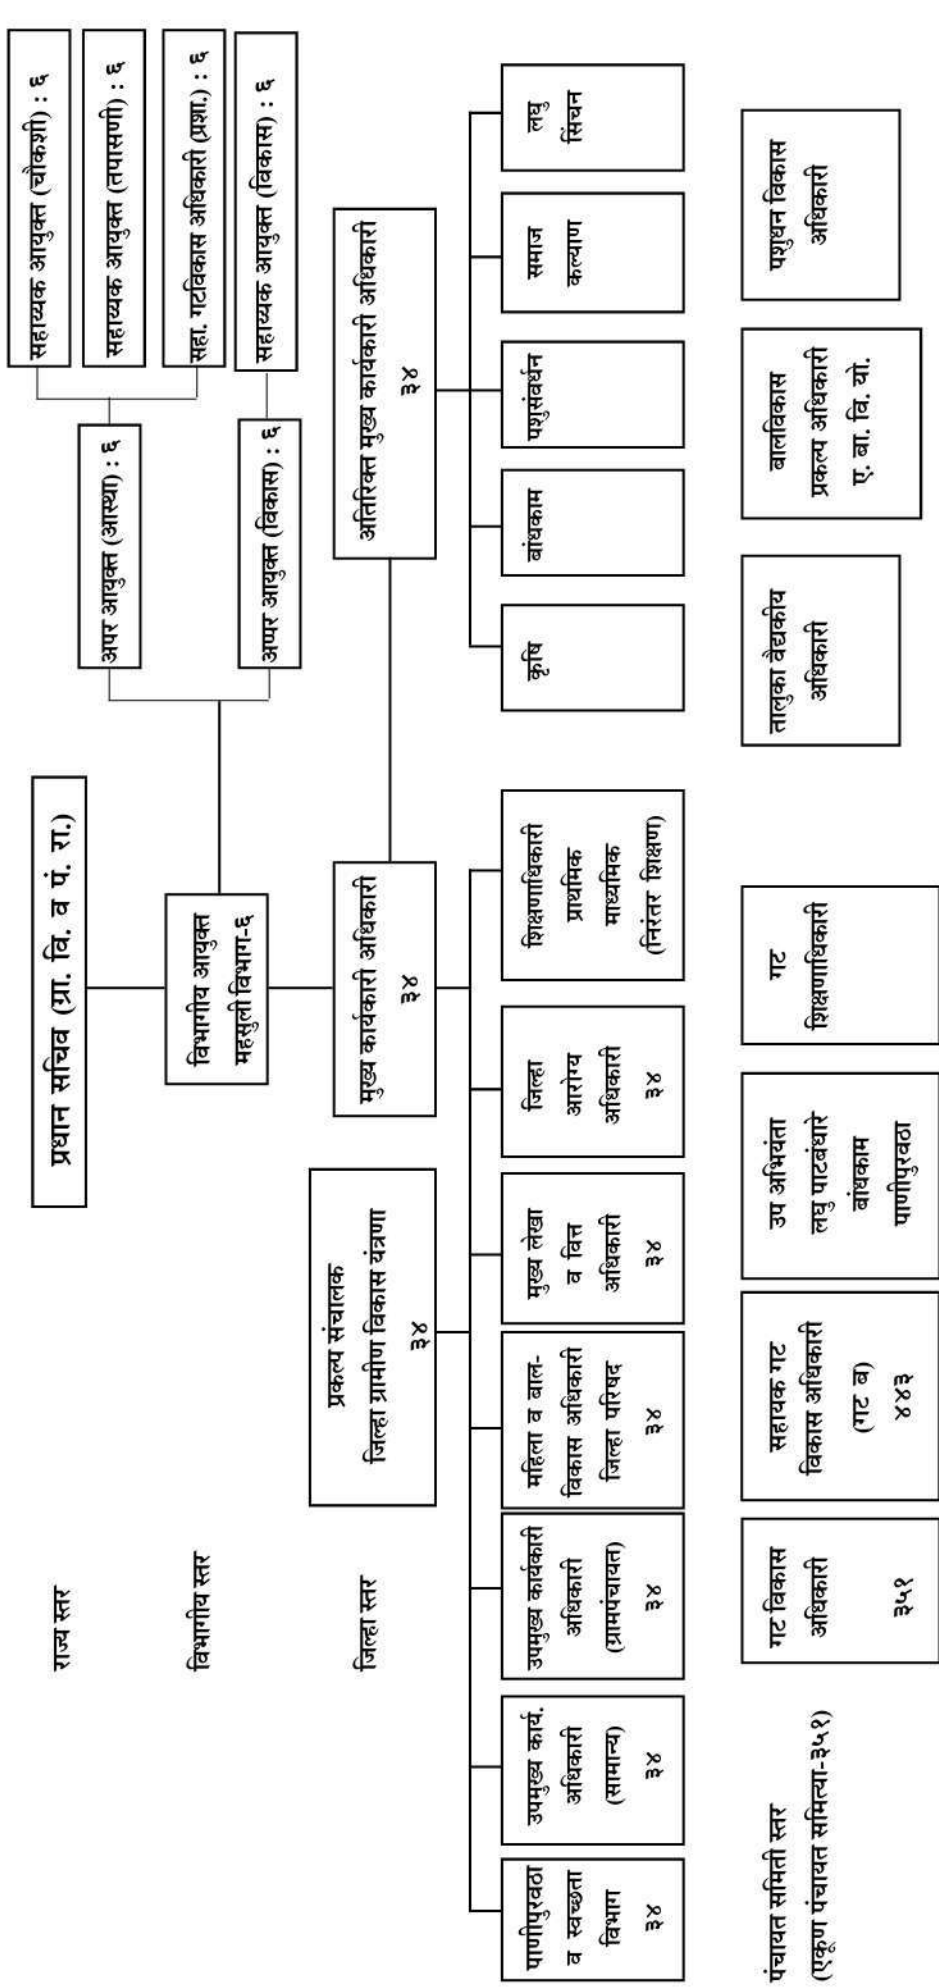 प्रधान सचिव (ग्रा. वि. व पं. रा.)
राज्य स्तर
विभागीय आयुक्त
महसुली विभाग-६
अपर आयुक्त (आस्था) : ६
सहाय्यक आयुक्त (चौकशी) : ६
सहाय्यक आयुक्त (तपासणी) : ६
सहा. गटविकास अधिकारी (प्रशा.) : ६
अप्पर आयुक्त (विकास) : ६
सहाय्यक आयुक्त (विकास) : ६
विभागीय स्तर
जिल्हा स्तर
प्रकल्प संचालक
जिल्हा ग्रामीण विकास यंत्रणा
३४
मुख्य कार्यकारी अधिकारी
३४
अतिरिक्त मुख्य कार्यकारी अधिकारी
३४
पाणीपुरवठा
व स्वच्छता
विभाग
३४
उपमुख्य कार्य.
अधिकारी
(सामान्य)
३४
उपमुख्य कार्यकारी
अधिकारी
(ग्रामपंचायत)
३४
महिला व बाल-
विकास अधिकारी
जिल्हा परिषद
३४
मुख्य लेखा
व वित्त
अधिकारी
३४
जिल्हा
आरोग्य
अधिकारी
३४
शिक्षणाधिकारी
प्राथमिक
माध्यमिक
(निरंतर शिक्षण)
कृषि
बांधकाम
पशुसंवर्धन
समाज
कल्याण
लघु
सिंचन
पंचायत समिती स्तर
(एकूण पंचायत समित्या-३५१)
गट विकास
अधिकारी
३५१
सहायक गट
विकास अधिकारी
(गट ब)
४४३
उप अभियंता
लघु पाटबंधारे
बांधकाम
पाणीपुरवठा
गट
शिक्षणाधिकारी
तालुका वैद्यकीय
अधिकारी
बालविकास
प्रकल्प अधिकारी
ए. बा. वि. यो.
पशुधन विकास
अधिकारी